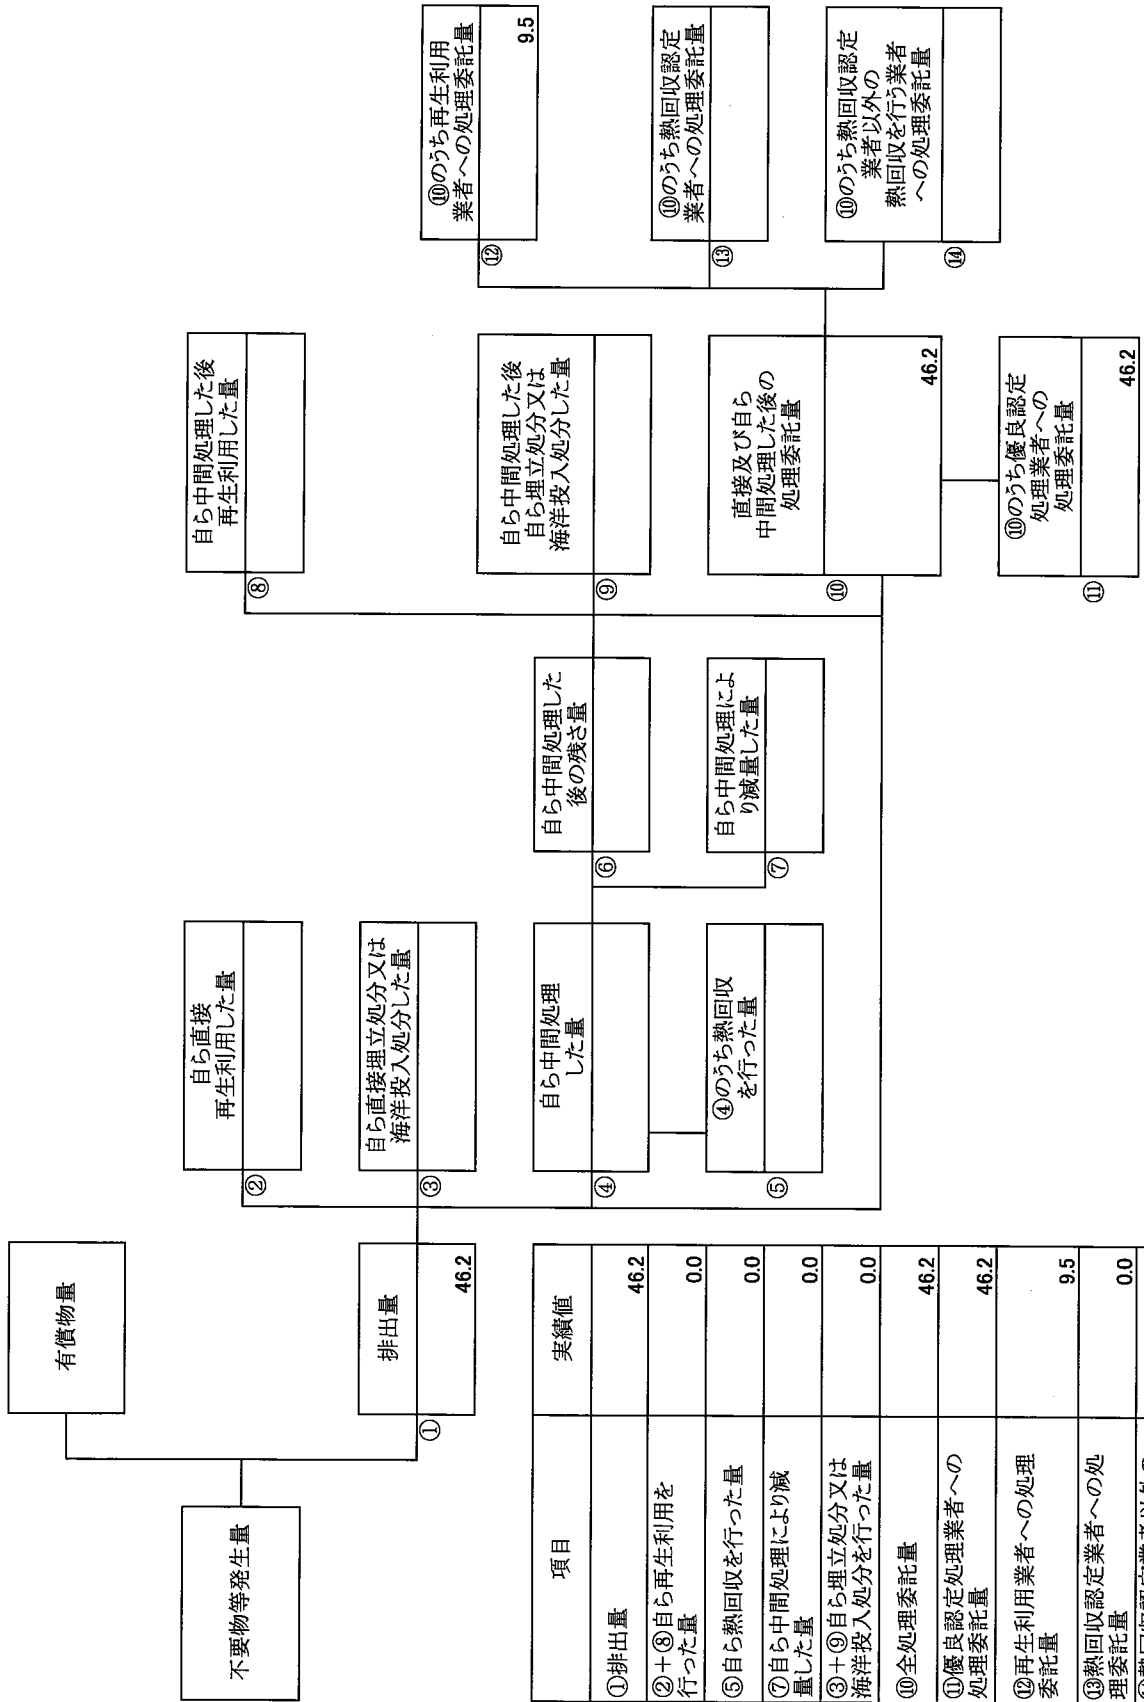 不要物等発生量
有償物量
①
排出量
46.2
②
自ら直接
再生利用した量
③
自ら直接埋立処分又は
海洋投入処分した量
④
自ら中間処理
した量
⑤
④のうち熱回収
を行った量
⑥
自ら中間処理した
後の残さ量
⑦
自ら中間処理によ
り減量した量
⑧
自ら中間処理した後
再生利用した量
⑨
自ら中間処理した後
自ら埋立処分又は
海洋投入処分した量
⑩
直接及び自ら
中間処理した後の
処理委託量
46.2
⑪
⑩のうち優良認定
処理業者への
処理委託量
46.2
⑫
⑩のうち再生利用
業者への処理委託量
9.5
⑬
⑩のうち熱回収認定
業者への処理委託量
⑭
⑩のうち熱回収認定
業者以外の
熱回収を行う業者
への処理委託量
項目 実績値
①排出量 46.2
②+⑧自ら再生利用を
行った量 0.0
⑤自ら熱回収を行った量 0.0
⑦自ら中間処理により減
量した量 0.0
③+⑨自ら埋立処分又は
海洋投入処分を行った量 0.0
⑩全処理委託量 46.2
⑪優良認定処理業者への
処理委託量 46.2
⑫再生利用業者への処理
委託量 9.5
⑬熱回収認定業者への処
理委託量 0.0